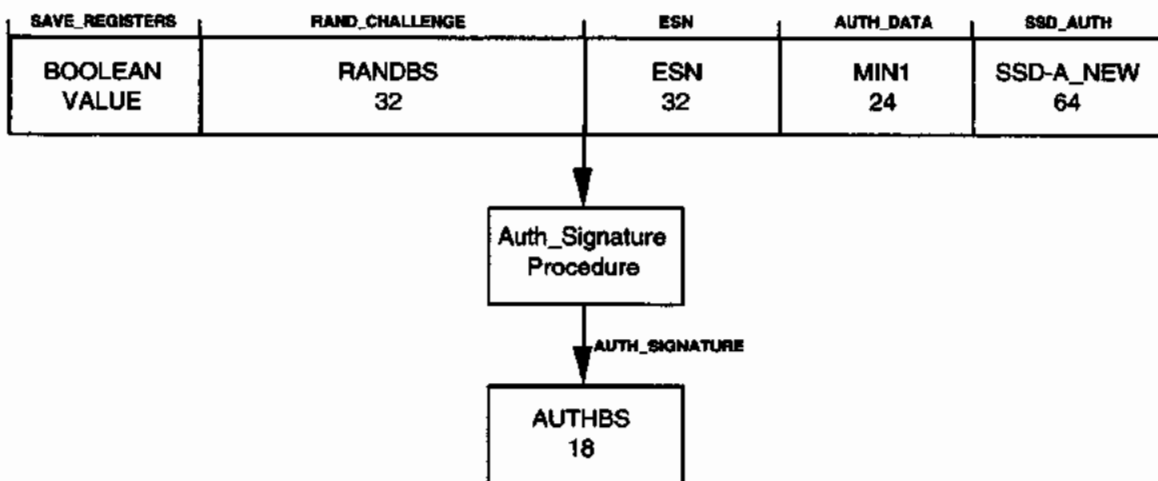 SAVE_REGISTERS RAND_CHALLENGE ESN AUTH_DATA SSD_AUTH
BOOLEAN RANDBS ESN MIN1 SSD-A_NEW
VALUE 32 32 24 64
Auth_Signature
Procedure
AUTH_SIGNATURE
AUTHBS
18